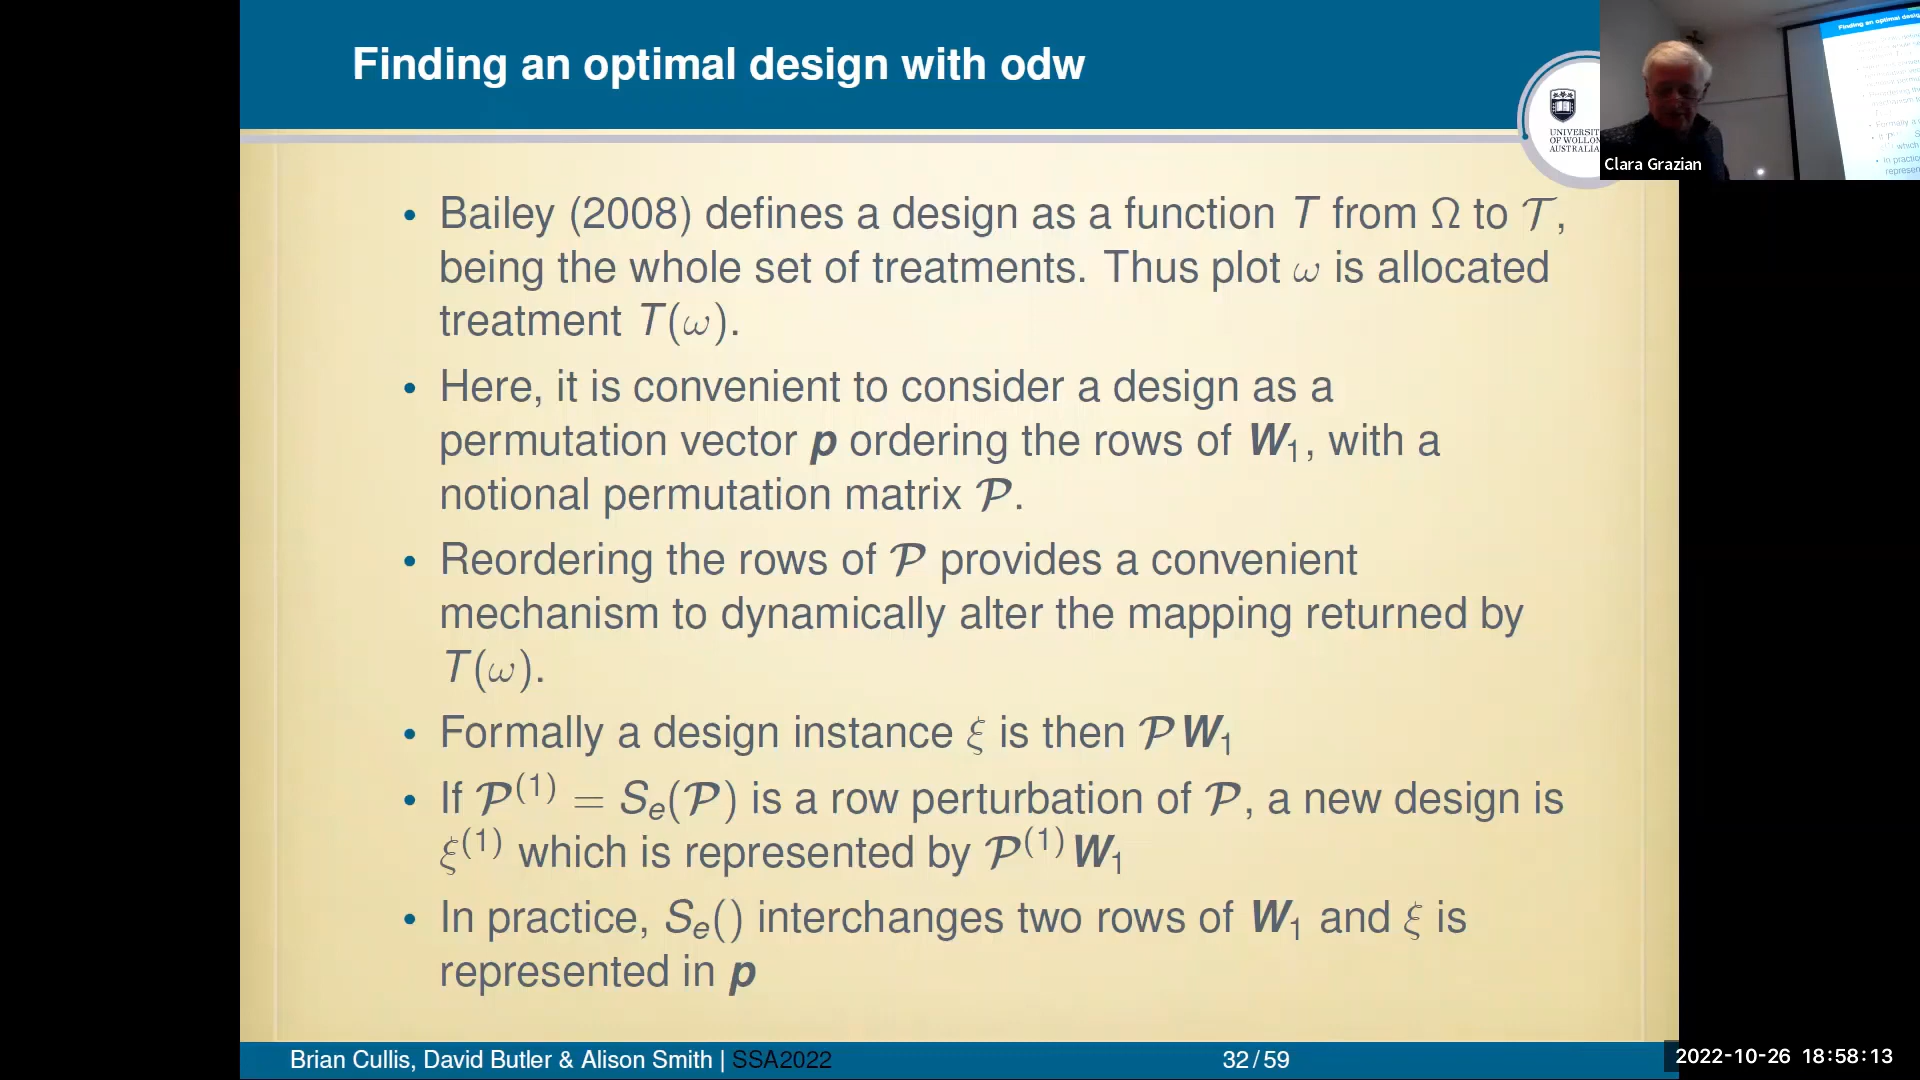 Finding an optimal design with odw
UNIVERSIT
OF WOLLON
AUSTRALIA
Clara Grazian
• Bailey (2008) defines a design as a function T from Ω to 𝒯,
being the whole set of treatments. Thus plot ω is allocated
treatment T(ω).
• Here, it is convenient to consider a design as a
permutation vector p ordering the rows of W₁, with a
notional permutation matrix 𝒫.
• Reordering the rows of 𝒫 provides a convenient
mechanism to dynamically alter the mapping returned by
T(ω).
• Formally a design instance ξ is then 𝒫W₁
• If 𝒫⁽¹⁾ = Sₑ(𝒫) is a row perturbation of 𝒫, a new design is
ξ⁽¹⁾ which is represented by 𝒫⁽¹⁾W₁
• In practice, Sₑ() interchanges two rows of W₁ and ξ is
represented in p
Brian Cullis, David Butler & Alison Smith | SSA2022
32/59
2022-10-26 18:58:13